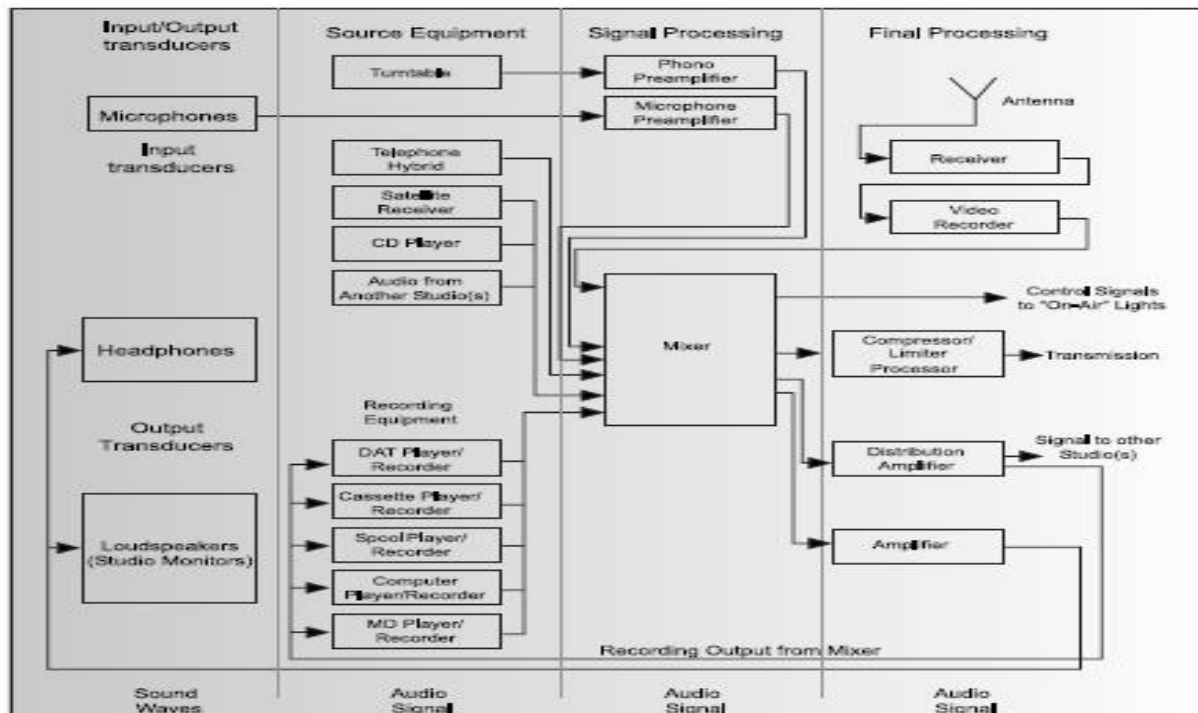 Input/Output
transducers
Source Equipment
Signal Processing
Final Processing
Turntable
Phono
Preamplifier
Microphones
Microphone
Preamplifier
Antenna
Input
transducers
Telephone
Hybrid
Receiver
Satellite
Receiver
Video
Recorder
CD Player
Audio from
Another Studio(s)
Control Signals
to "On-Air" Lights
Headphones
Mixer
Compressor/
Limiter
Processor
Transmission
Recording
Equipment
Output
Transducers
DAT Player/
Recorder
Distribution
Amplifier
Signal to other
Studio(s)
Cassette Player/
Recorder
Loudspeakers
(Studio Monitors)
Spool Player/
Recorder
Amplifier
Computer
Player/Recorder
MD Player/
Recorder
Recording Output from Mixer
Sound
Waves
Audio
Signal
Audio
Signal
Audio
Signal